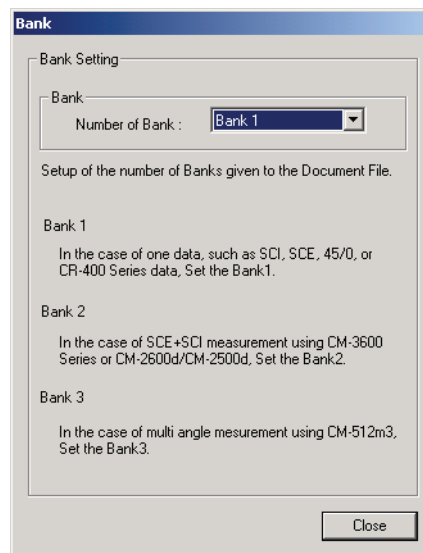 Bank
Bank Setting
Bank
Number of Bank : Bank 1
Setup of the number of Banks given to the Document File.
Bank 1
In the case of one data, such as SCI, SCE, 45/0, or
CR-400 Series data, Set the Bank1.
Bank 2
In the case of SCE+SCI measurement using CM-3600
Series or CM-2600d/CM-2500d, Set the Bank2.
Bank 3
In the case of multi angle mesurement using CM-512m3,
Set the Bank3.
Close